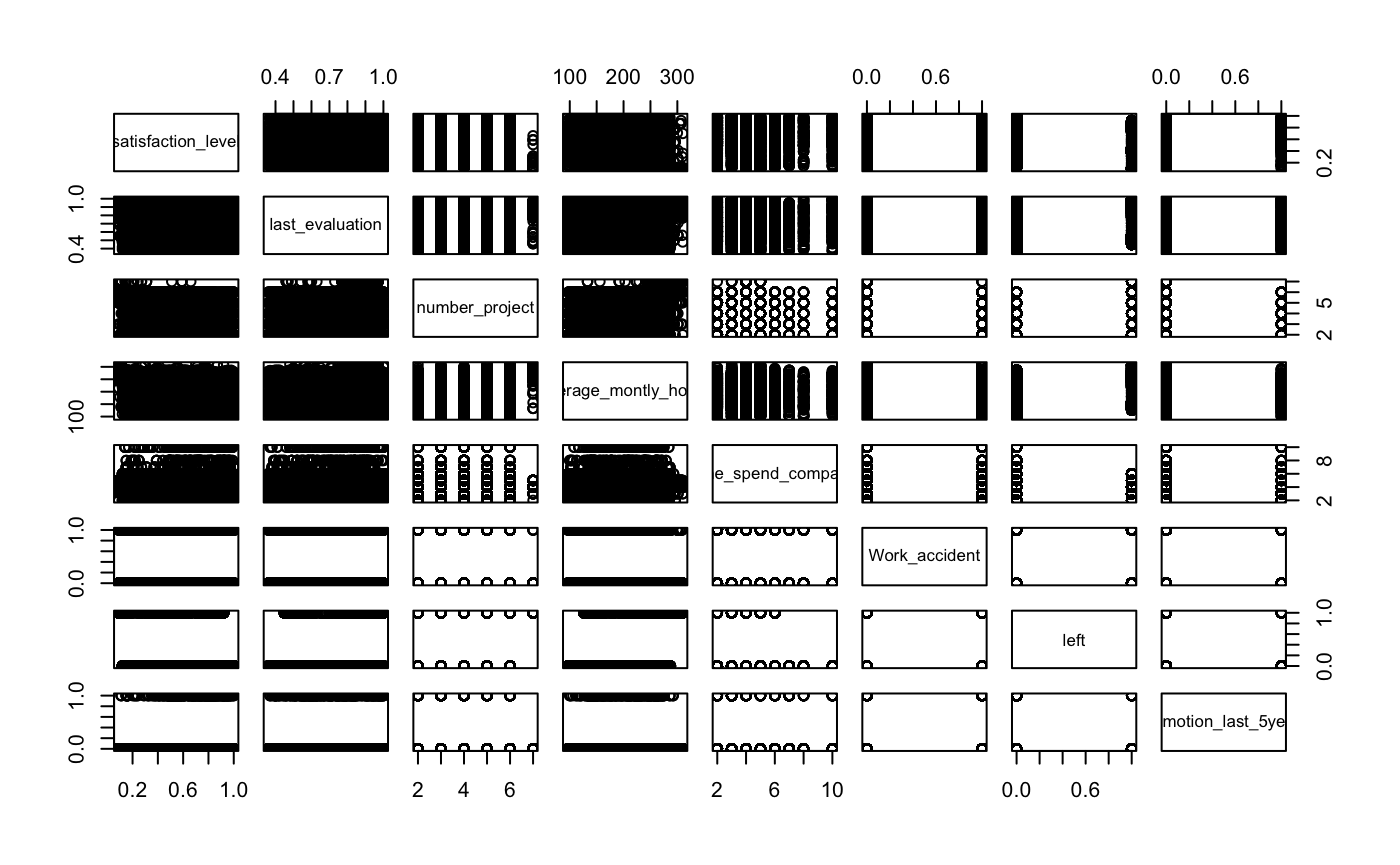 0.4 0.7 1.0 100 200 300 0.0 0.6 0.0 0.6
satisfaction_leve 0.2
0.4 1.0 last_evaluation
number_project 2 5
100 erage_montly_ho
e_spend_compa 2 8
0.0 1.0 Work_accident
left 0.0 1.0
0.0 1.0 motion_last_5ye
0.2 0.6 1.0 2 4 6 2 6 10 0.0 0.6